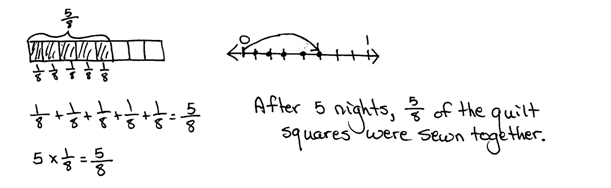 5/8
1/8 1/8 1/8 1/8 1/8
0 1
1/8 + 1/8 + 1/8 + 1/8 + 1/8 = 5/8
5 × 1/8 = 5/8
After 5 nights, 5/8 of the quilt
squares were sewn together.